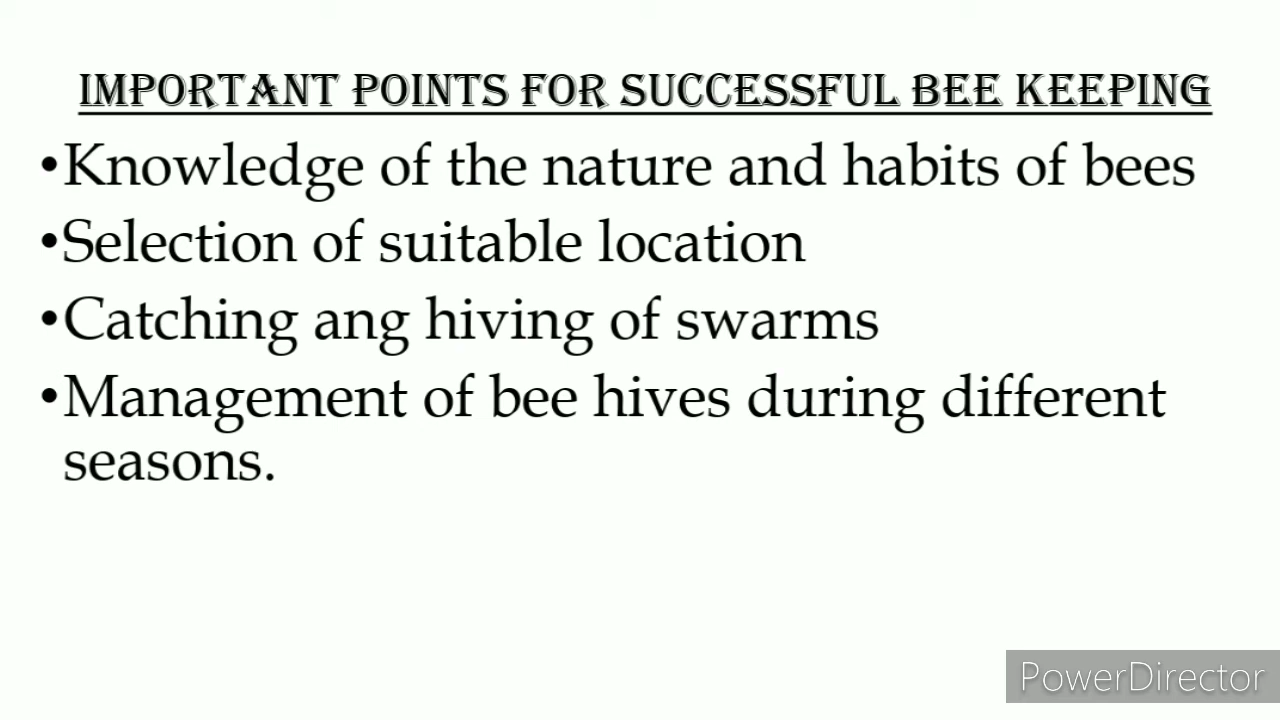 IMPORTANT POINTS FOR SUCCESSFUL BEE KEEPING
•Knowledge of the nature and habits of bees
•Selection of suitable location
•Catching ang hiving of swarms
•Management of bee hives during different
seasons.
PowerDirector